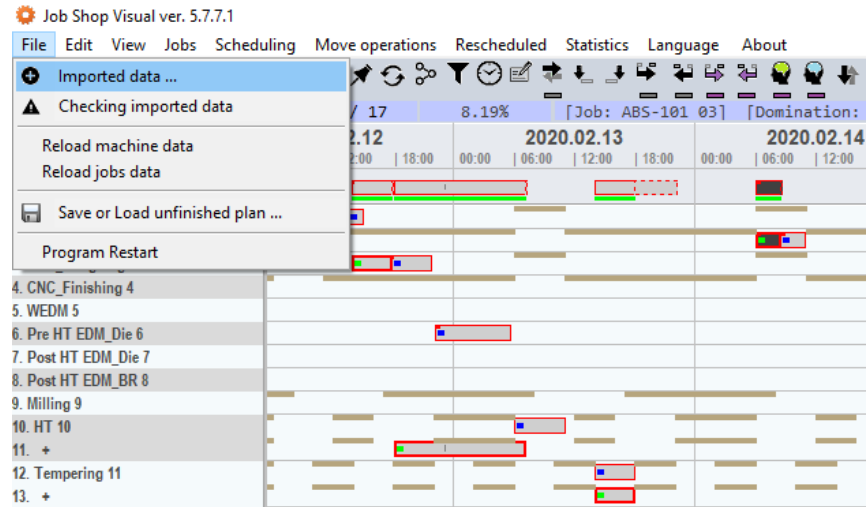 Job Shop Visual ver. 5.7.7.1
File Edit View Jobs Scheduling Move operations Rescheduled Statistics Language About
Imported data ...
Checking imported data
Reload machine data
Reload jobs data
Save or Load unfinished plan ...
Program Restart
/ 17 8.19% [Job: ABS-101 03] [Domination:
2.12 2020.02.13 2020.02.14
2:00 | 18:00 00:00 | 06:00 | 12:00 | 18:00 00:00 | 06:00 | 12:00
4. CNC_Finishing 4
5. WEDM 5
6. Pre HT EDM_Die 6
7. Post HT EDM_Die 7
8. Post HT EDM_BR 8
9. Milling 9
10. HT 10
11. +
12. Tempering 11
13. +